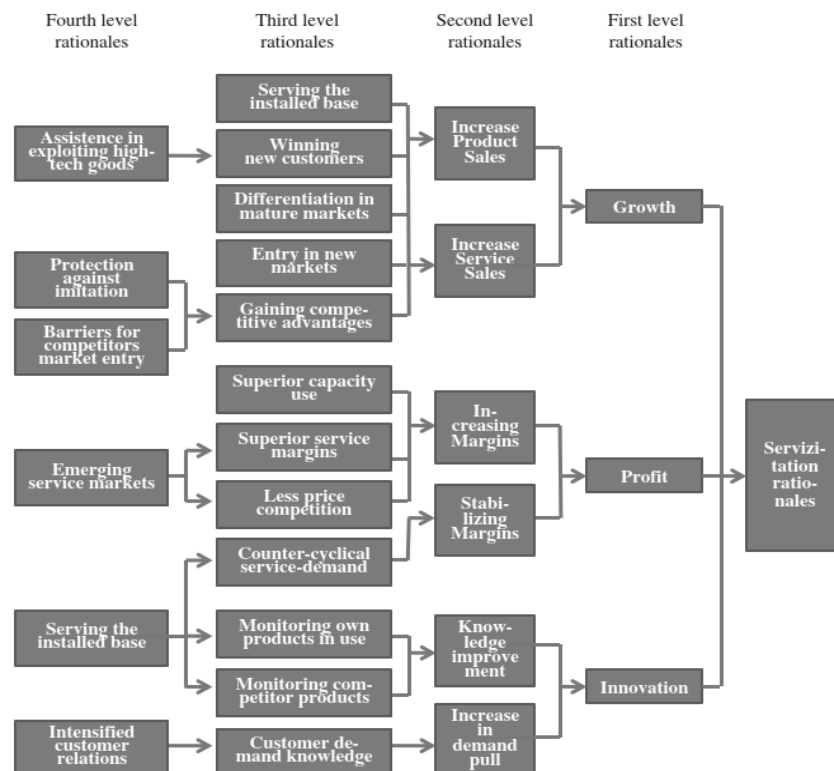 Fourth level
rationales
Third level
rationales
Second level
rationales
First level
rationales
Assistence in
exploiting high-
tech goods
Protection
against
imitation
Barriers for
competitors
market entry
Emerging
service markets
Serving the
installed base
Intensified
customer
relations
Serving the
installed base
Winning
new customers
Differentiation in
mature markets
Entry in new
markets
Gaining compe-
titive advantages
Superior capacity
use
Superior service
margins
Less price
competition
Counter-cyclical
service-demand
Monitoring own
products in use
Monitoring com-
petitor products
Customer de-
mand knowledge
Increase
Product
Sales
Increase
Service
Sales
In-
creasing
Margins
Stabi-
lizing
Margins
Know-
ledge
improve
ment
Increase
in
demand
pull
Growth
Profit
Innovation
Servizi-
tation
ratio-
nales